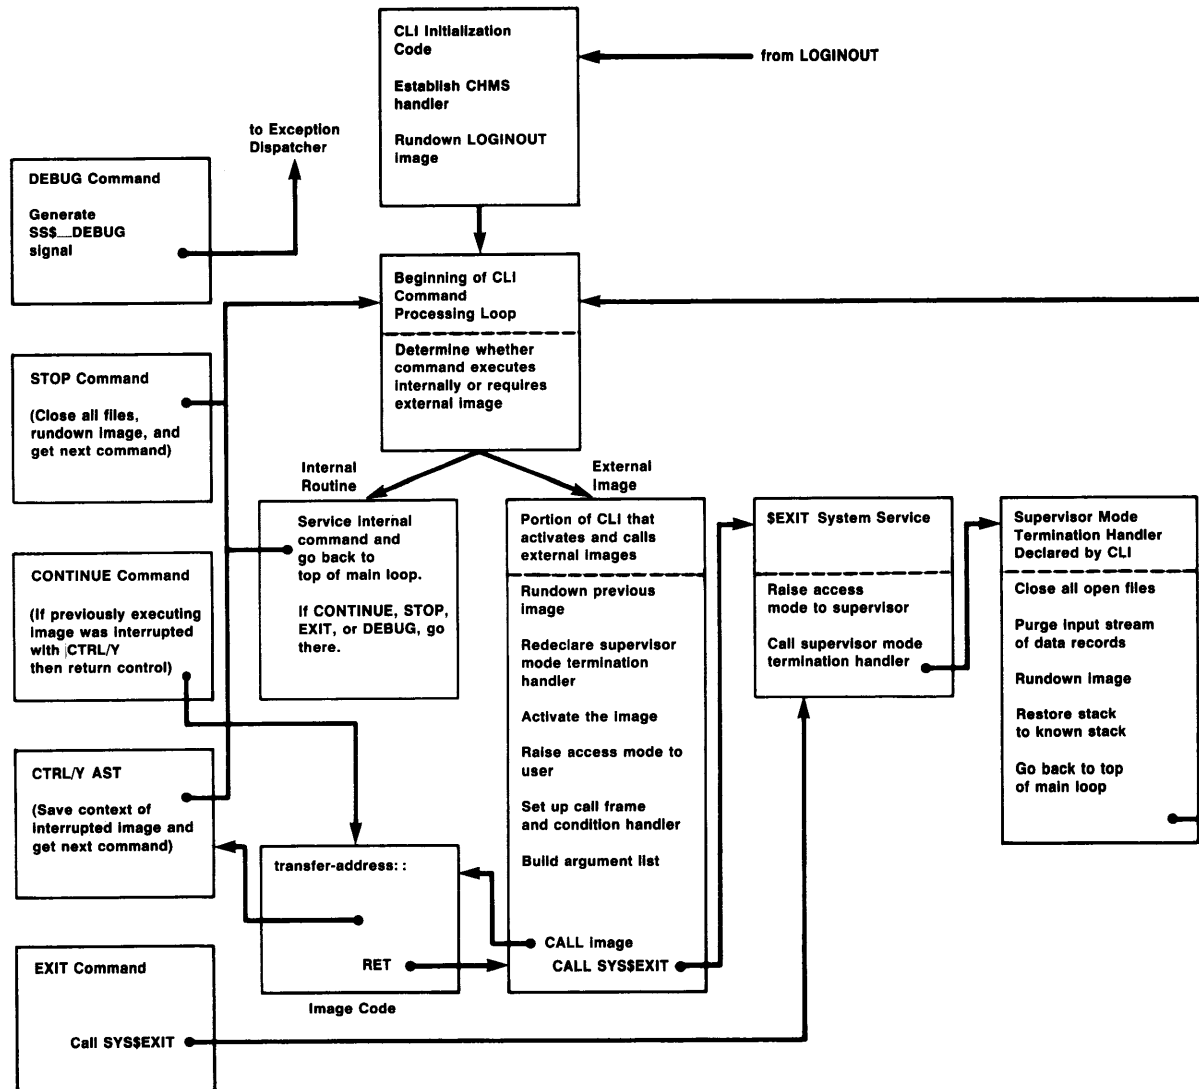 CLI Initialization
Code
Establish CHMS
handler
Rundown LOGINOUT
image
from LOGINOUT
to Exception
Dispatcher
DEBUG Command
Generate
SS$__DEBUG
signal
Beginning of CLI
Command
Processing Loop
Determine whether
command executes
internally or requires
external image
STOP Command
(Close all files,
rundown image, and
get next command)
Internal
Routine
External
Image
Service internal
command and
go back to
top of main loop.
If CONTINUE, STOP,
EXIT, or DEBUG, go
there.
Portion of CLI that
activates and calls
external images
Rundown previous
image
Redeclare supervisor
mode termination
handler
Activate the image
Raise access mode to
user
Set up call frame
and condition handler
Build argument list
CALL image
CALL SYS$EXIT
$EXIT System Service
Raise access
mode to supervisor
Call supervisor mode
termination handler
Supervisor Mode
Termination Handler
Declared by CLI
Close all open files
Purge input stream
of data records
Rundown image
Restore stack
to known stack
Go back to top
of main loop
CONTINUE Command
(If previously executing
image was interrupted
with CTRL/Y
then return control)
CTRL/Y AST
(Save context of
interrupted image and
get next command)
transfer-address: :
RET
Image Code
EXIT Command
Call SYS$EXIT